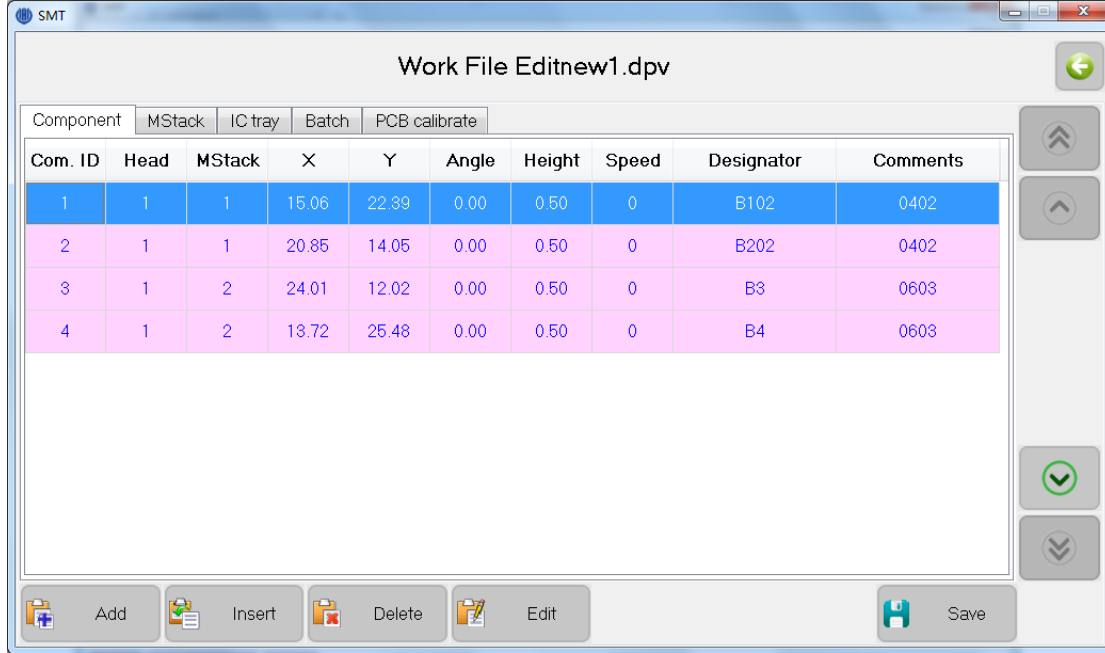 SMT
Work File Editnew1.dpv
Component MStack IC tray Batch PCB calibrate
Com. ID Head MStack X Y Angle Height Speed Designator Comments
1 1 1 15.06 22.39 0.00 0.50 0 B102 0402
2 1 1 20.85 14.05 0.00 0.50 0 B202 0402
3 1 2 24.01 12.02 0.00 0.50 0 B3 0603
4 1 2 13.72 25.48 0.00 0.50 0 B4 0603
Add Insert Delete Edit Save